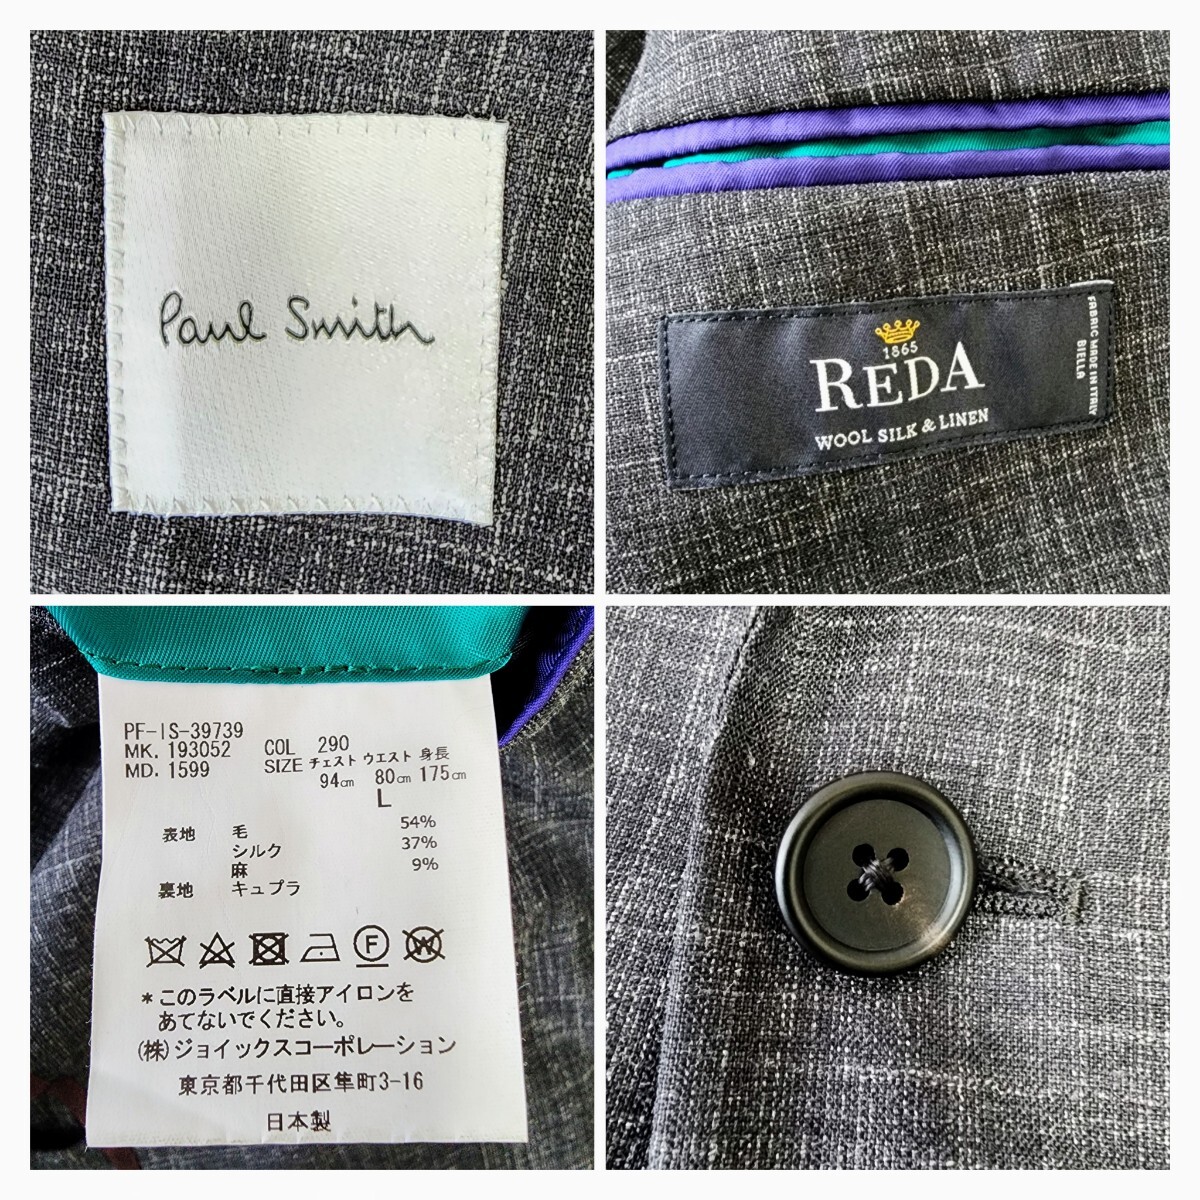 Paul Smith
1865
REDA
WOOL SILK & LINEN
FABRIC MADE IN ITALY
BIELLA
PF-IS-39739
MK. 193052
MD. 1599
COL 290
SIZE チェスト ウエスト 身長
94cm 80cm 175cm
L
表地 毛 54%
シルク 37%
麻 9%
裏地 キュプラ
F
W
*このラベルに直接アイロンを
あてないでください。
(株)ジョイックスコーポレーション
東京都千代田区隼町3-16
日本製